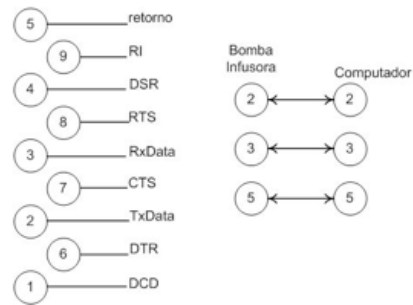 5 retorno
9 RI
4 DSR
8 RTS
3 RxData
7 CTS
2 TxData
6 DTR
1 DCD
Bomba
Infusora
Computador
2 2
3 3
5 5